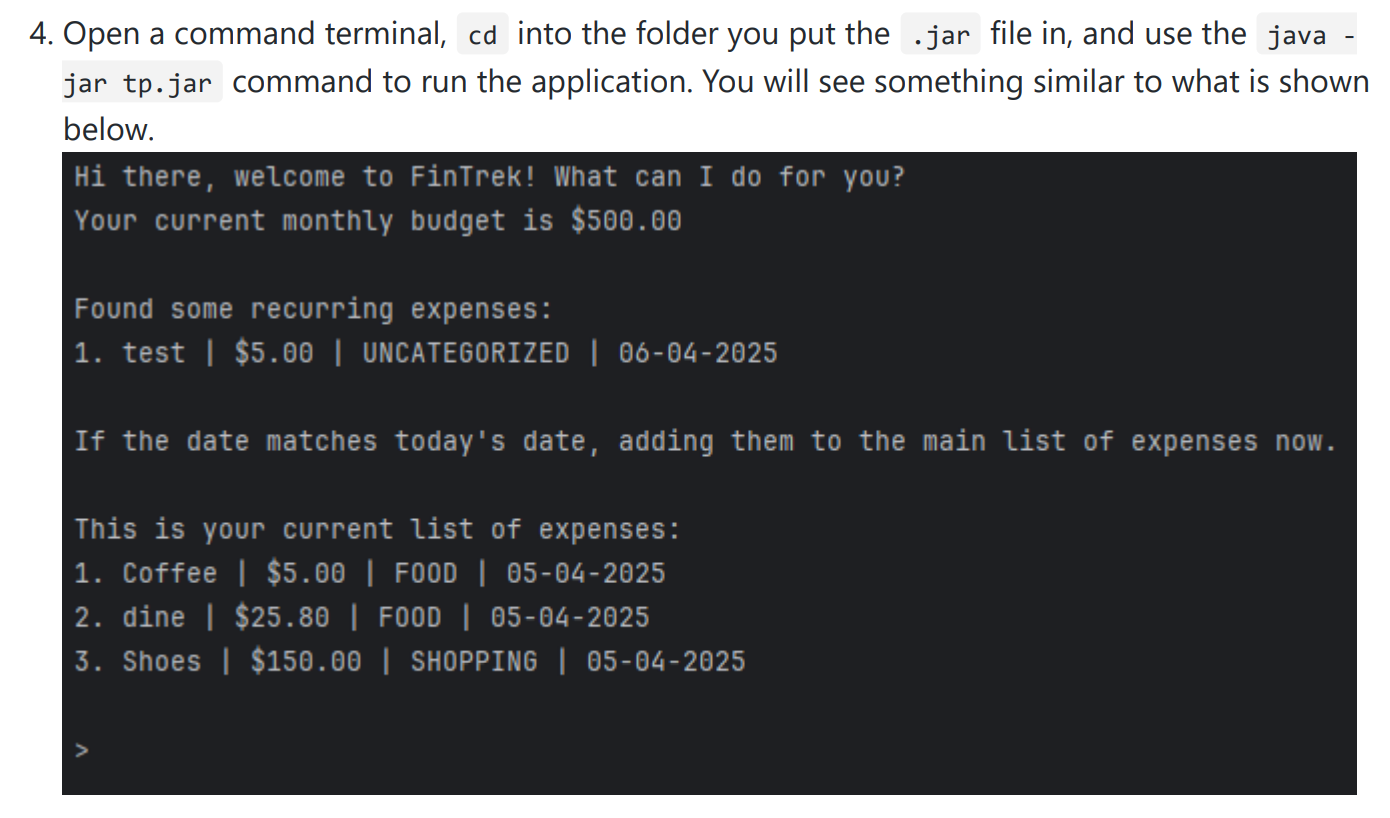 4. Open a command terminal, cd into the folder you put the .jar file in, and use the java -
jar tp.jar command to run the application. You will see something similar to what is shown
below.
Hi there, welcome to FinTrek! What can I do for you?
Your current monthly budget is $500.00
Found some recurring expenses:
1. test | $5.00 | UNCATEGORIZED | 06-04-2025
If the date matches today's date, adding them to the main list of expenses now.
This is your current list of expenses:
1. Coffee | $5.00 | FOOD | 05-04-2025
2. dine | $25.80 | FOOD | 05-04-2025
3. Shoes | $150.00 | SHOPPING | 05-04-2025
>